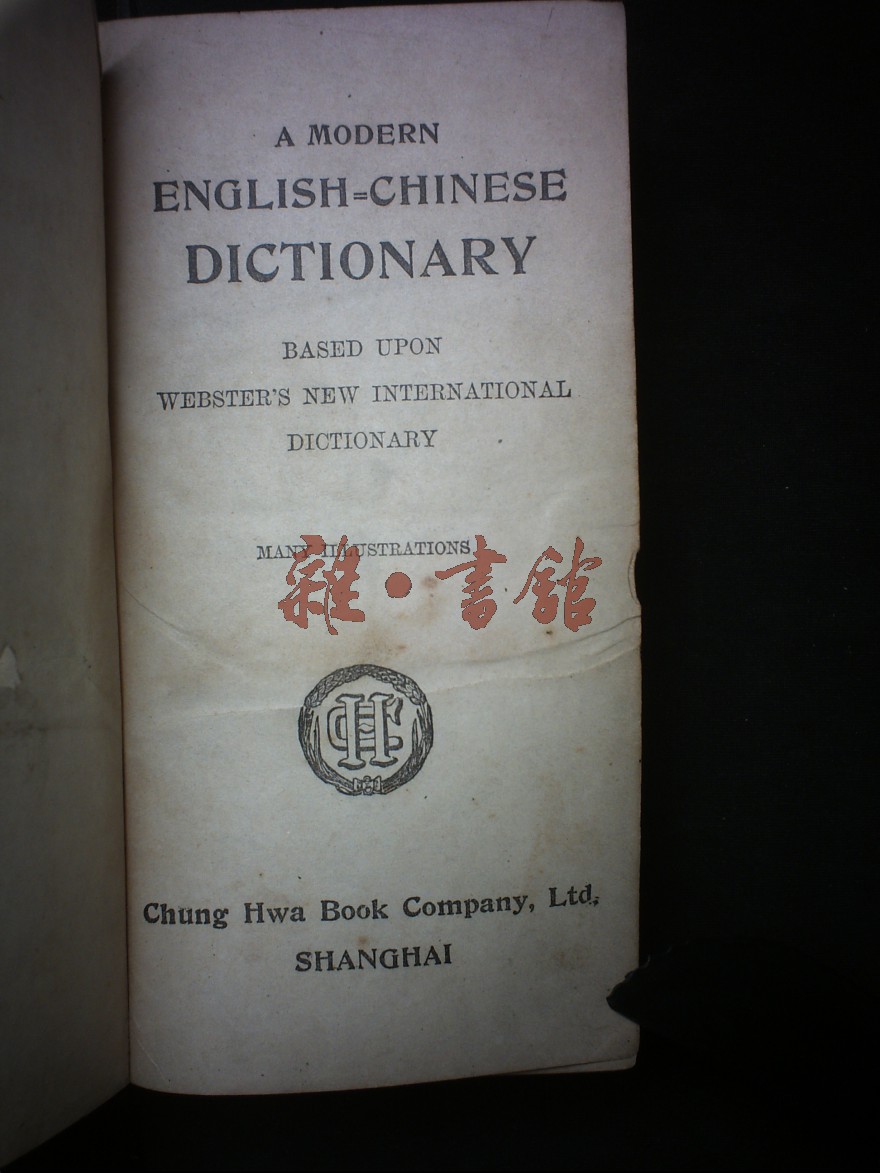 A MODERN
ENGLISH=CHINESE
DICTIONARY
BASED UPON
WEBSTER'S NEW INTERNATIONAL
DICTIONARY
MANY ILLUSTRATIONS
雜·書館
Chung Hwa Book Company, Ltd.
SHANGHAI